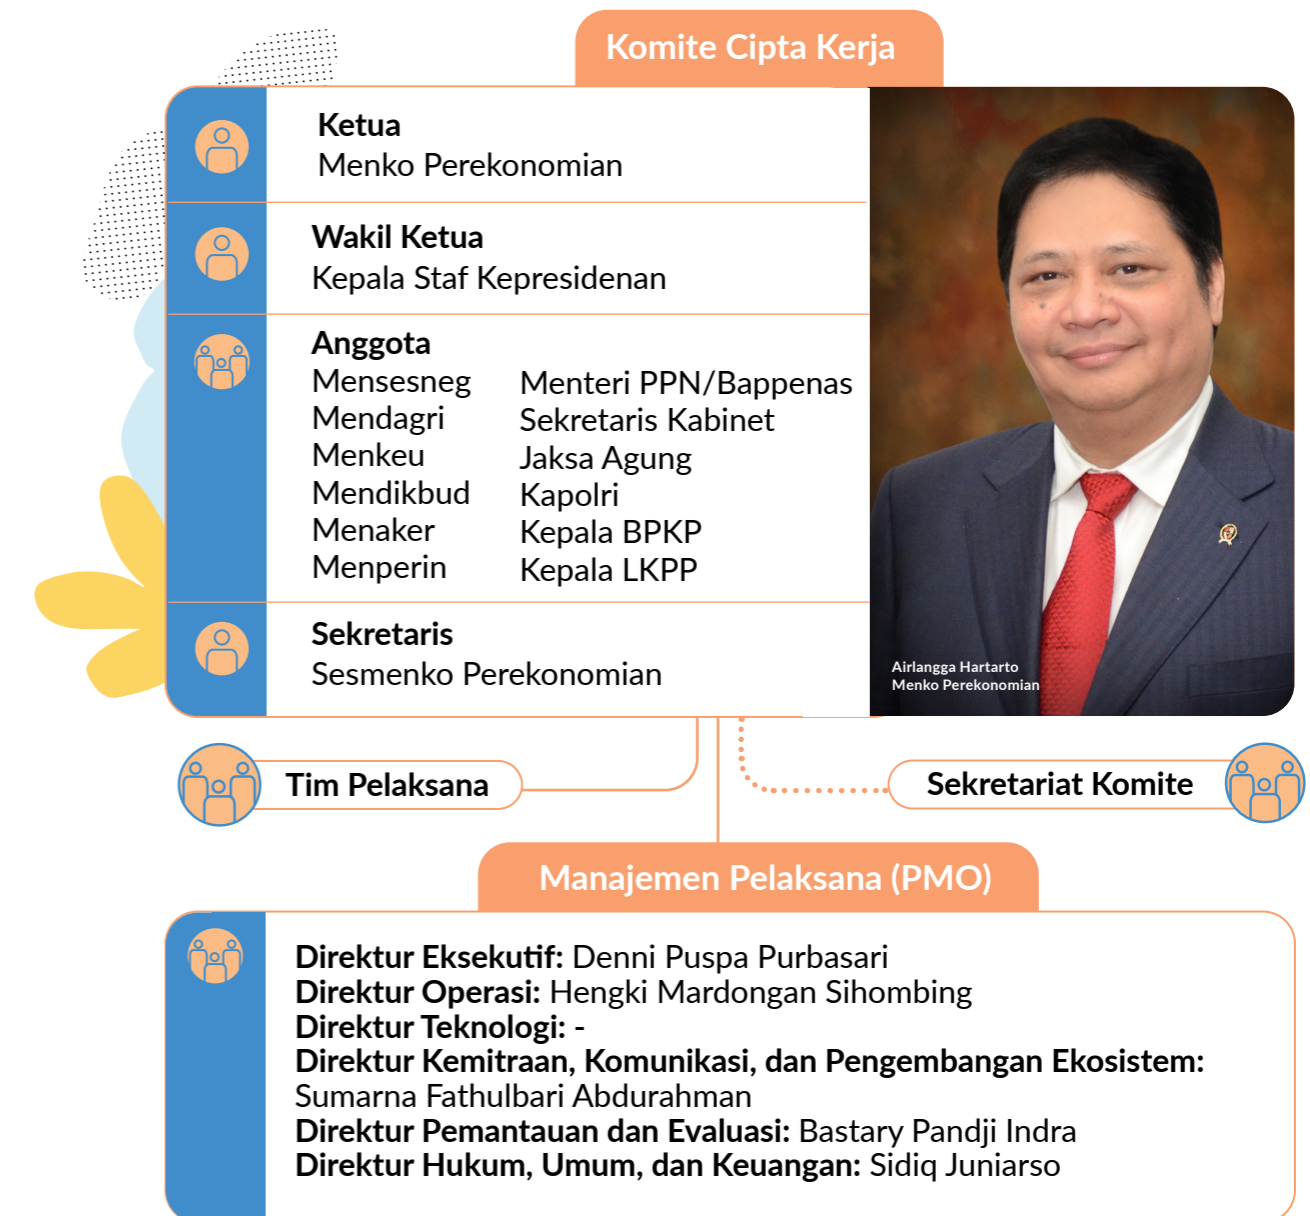 Komite Cipta Kerja
Ketua
Menko Perekonomian
Wakil Ketua
Kepala Staf Kepresidenan
Anggota
Mensesneg
Mendagri
Menkeu
Mendikbud
Menaker
Menperin
Menteri PPN/Bappenas
Sekretaris Kabinet
Jaksa Agung
Kapolri
Kepala BPKP
Kepala LKPP
Sekretaris
Sesmenko Perekonomian
Airlangga Hartarto
Menko Perekonomian
Tim Pelaksana
Sekretariat Komite
Manajemen Pelaksana (PMO)
Direktur Eksekutif: Denni Puspa Purbasari
Direktur Operasi: Hengki Mardongan Sihombing
Direktur Teknologi: -
Direktur Kemitraan, Komunikasi, dan Pengembangan Ekosistem:
Sumarna Fathulbari Abdurahman
Direktur Pemantauan dan Evaluasi: Bastary Pandji Indra
Direktur Hukum, Umum, dan Keuangan: Sidiq Juniarso